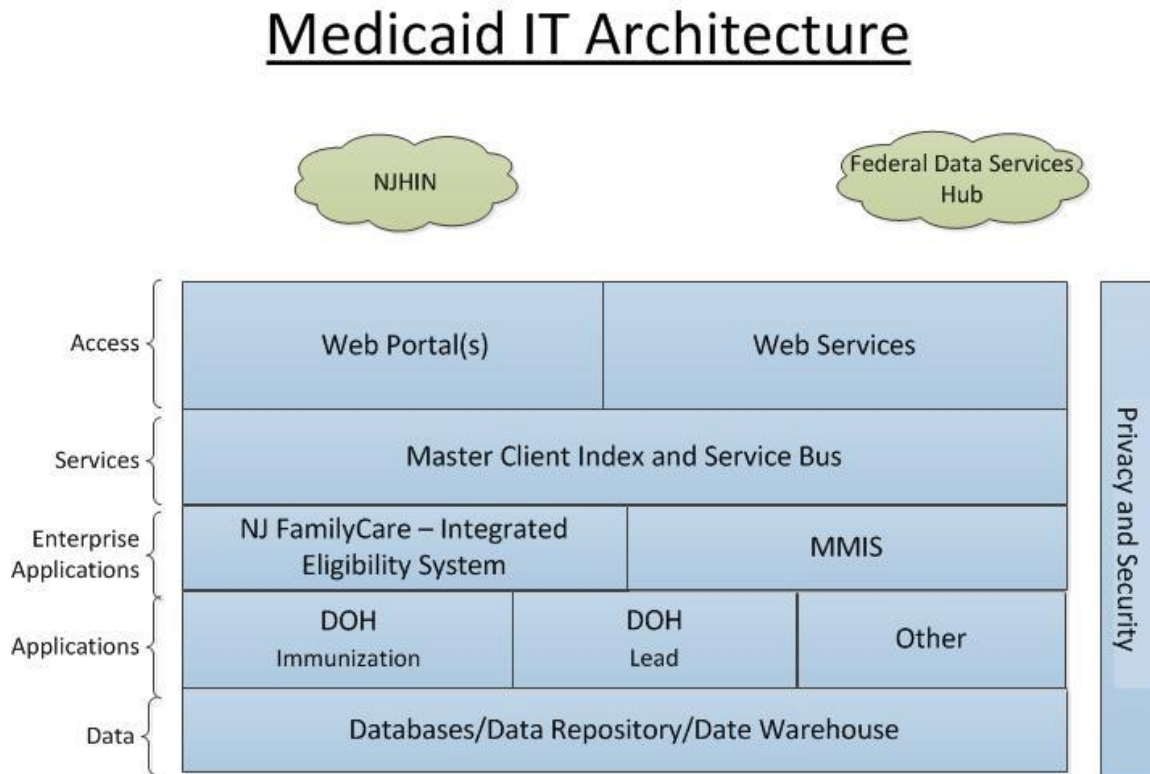 Medicaid IT Architecture
NJHIN
Federal Data Services
Hub
Access
Web Portal(s)
Web Services
Services
Master Client Index and Service Bus
Enterprise
Applications
NJ FamilyCare – Integrated
Eligibility System
MMIS
Applications
DOH
Immunization
DOH
Lead
Other
Data
Databases/Data Repository/Date Warehouse
Privacy and Security